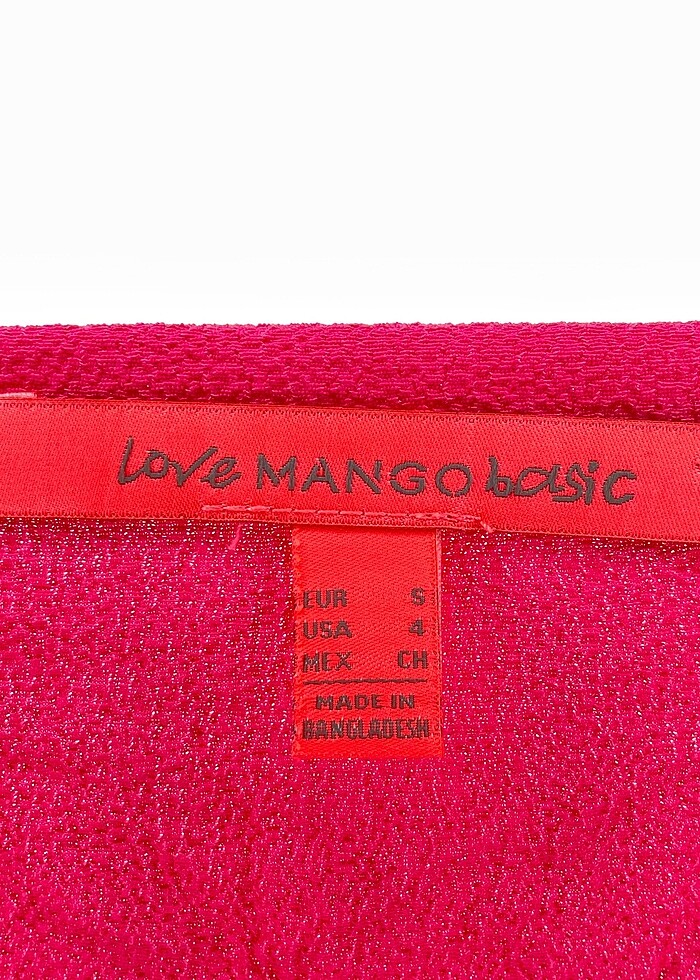 Love MANGO basic
EUR S
USA 4
MEX CH
MADE IN
BANGLADESH